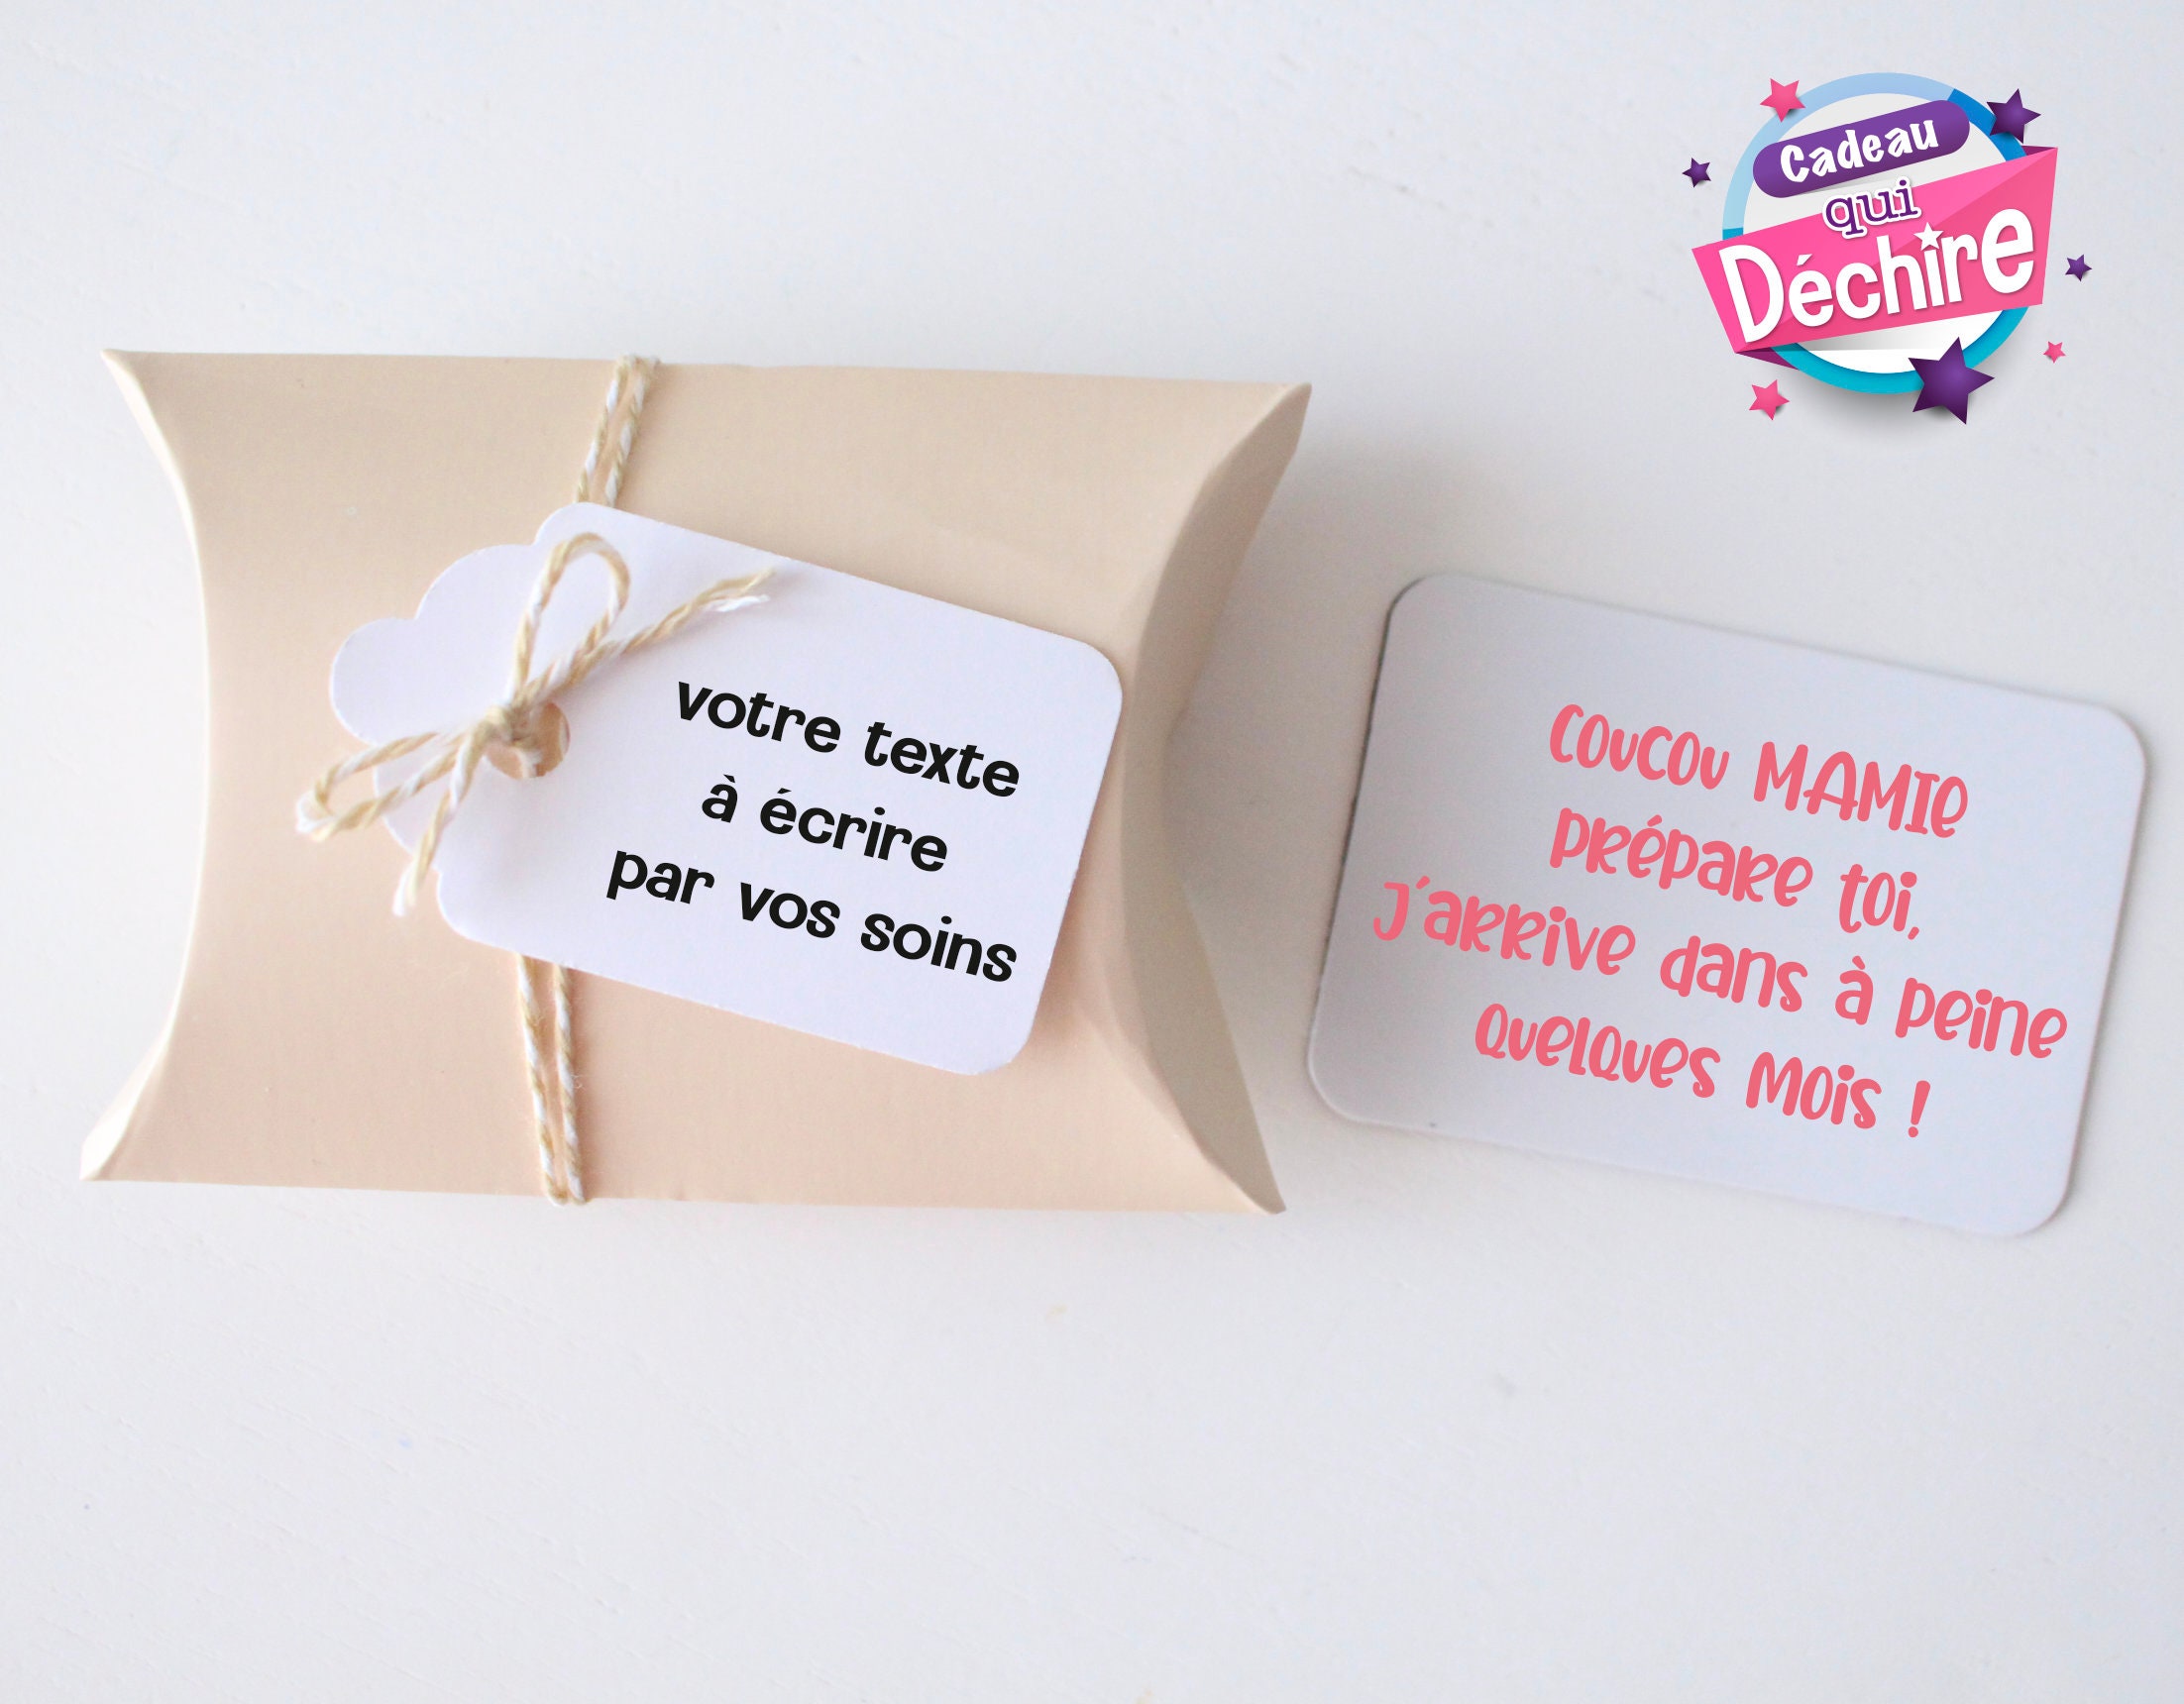 Cadeau
qui
Déchire
votre texte
à écrire
par vos soins
COUCOU MAMIE
PRÉPARE TOI,
J'ARRIVE DANS À PEINE
QUELQUES MOIS !